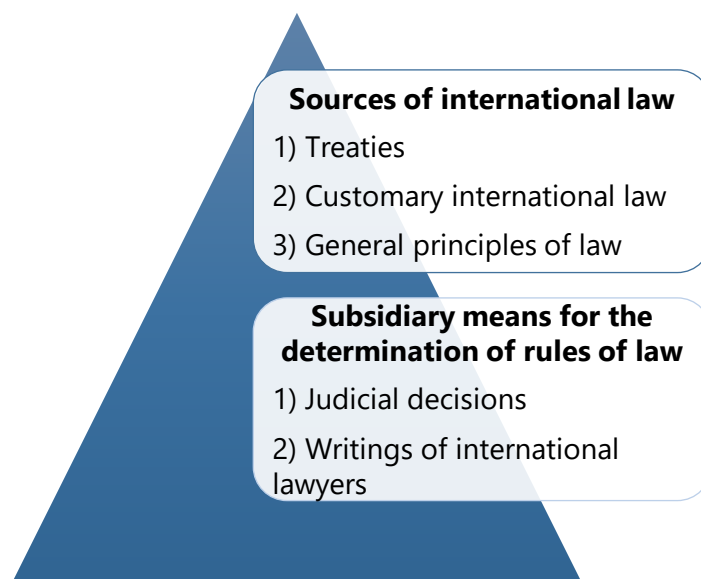 Sources of international law
1) Treaties
2) Customary international law
3) General principles of law
Subsidiary means for the
determination of rules of law
1) Judicial decisions
2) Writings of international
lawyers